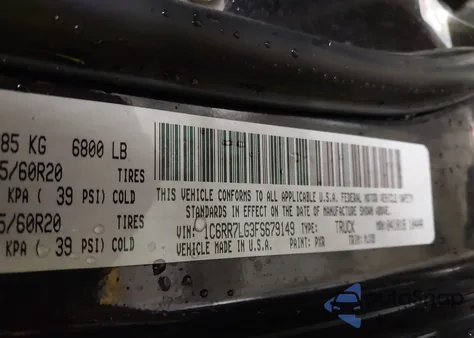 85 KG 6800 LB
5/60R20 TIRES
KPA ( 39 PSI) COLD
5/60R20 TIRES
KPA ( 39 PSI) COLD
THIS VEHICLE CONFORMS TO ALL APPLICABLE U.S.A. FEDERAL MOTOR VEHICLE SAFETY
STANDARDS IN EFFECT ON THE DATE OF MANUFACTURE SHOWN ABOVE.
VIN: 1C6RR7LG3FS679149 TYPE: TRUCK
VEHICLE MADE IN U.S.A. PAINT: PXR TRIM:
autobidgap